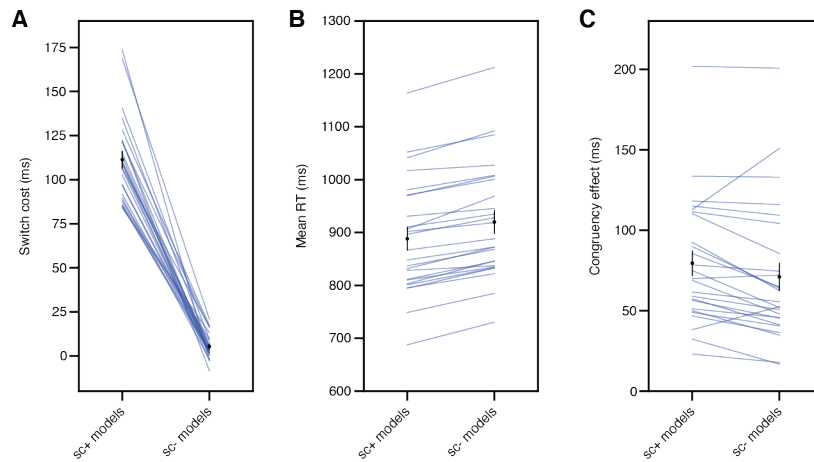 A
B
C
Switch cost (ms)
175
150
125
100
75
50
25
0
sc+ models
sc- models
Mean RT (ms)
1300
1200
1100
1000
900
800
700
600
sc+ models
sc- models
Congruency effect (ms)
200
150
100
50
0
sc+ models
sc- models